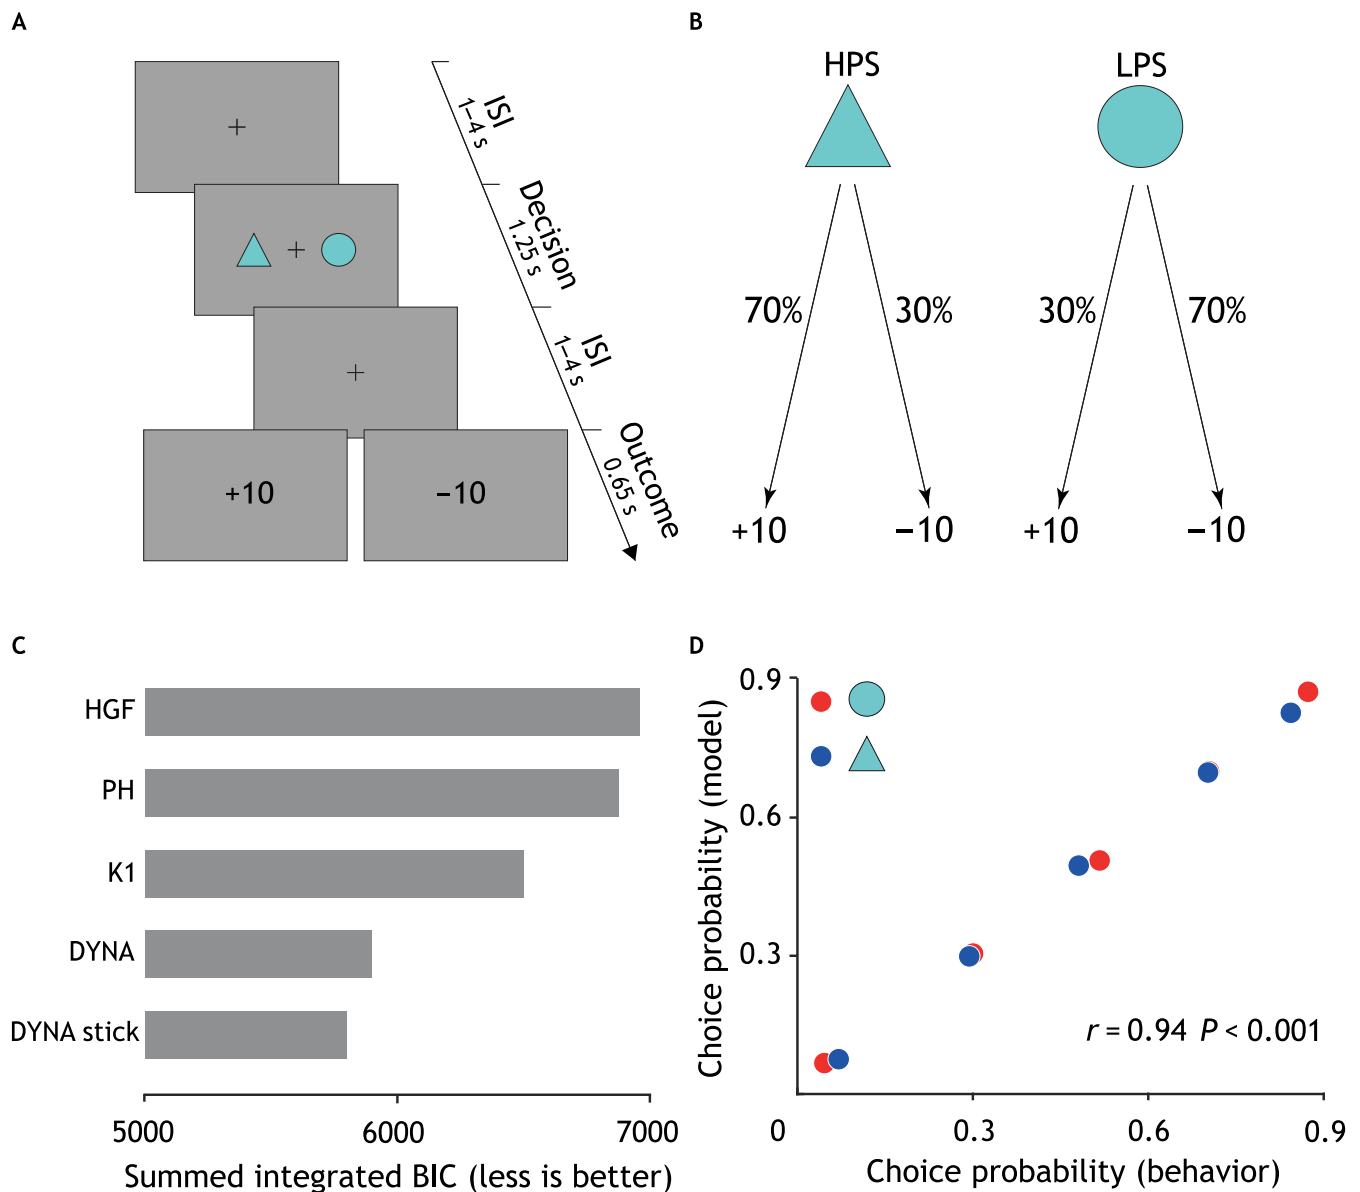 A
ISI
1–4 s
Decision
1.25 s
ISI
1–4 s
Outcome
0.65 s
+
+
+
+10
–10
B
HPS
LPS
70%
30%
30%
70%
+10
–10
+10
–10
C
HGF
PH
K1
DYNA
DYNA stick
5000
6000
7000
Summed integrated BIC (less is better)
D
0.9
0.6
0.3
Choice probability (model)
r = 0.94 P < 0.001
0
0.3
0.6
0.9
Choice probability (behavior)